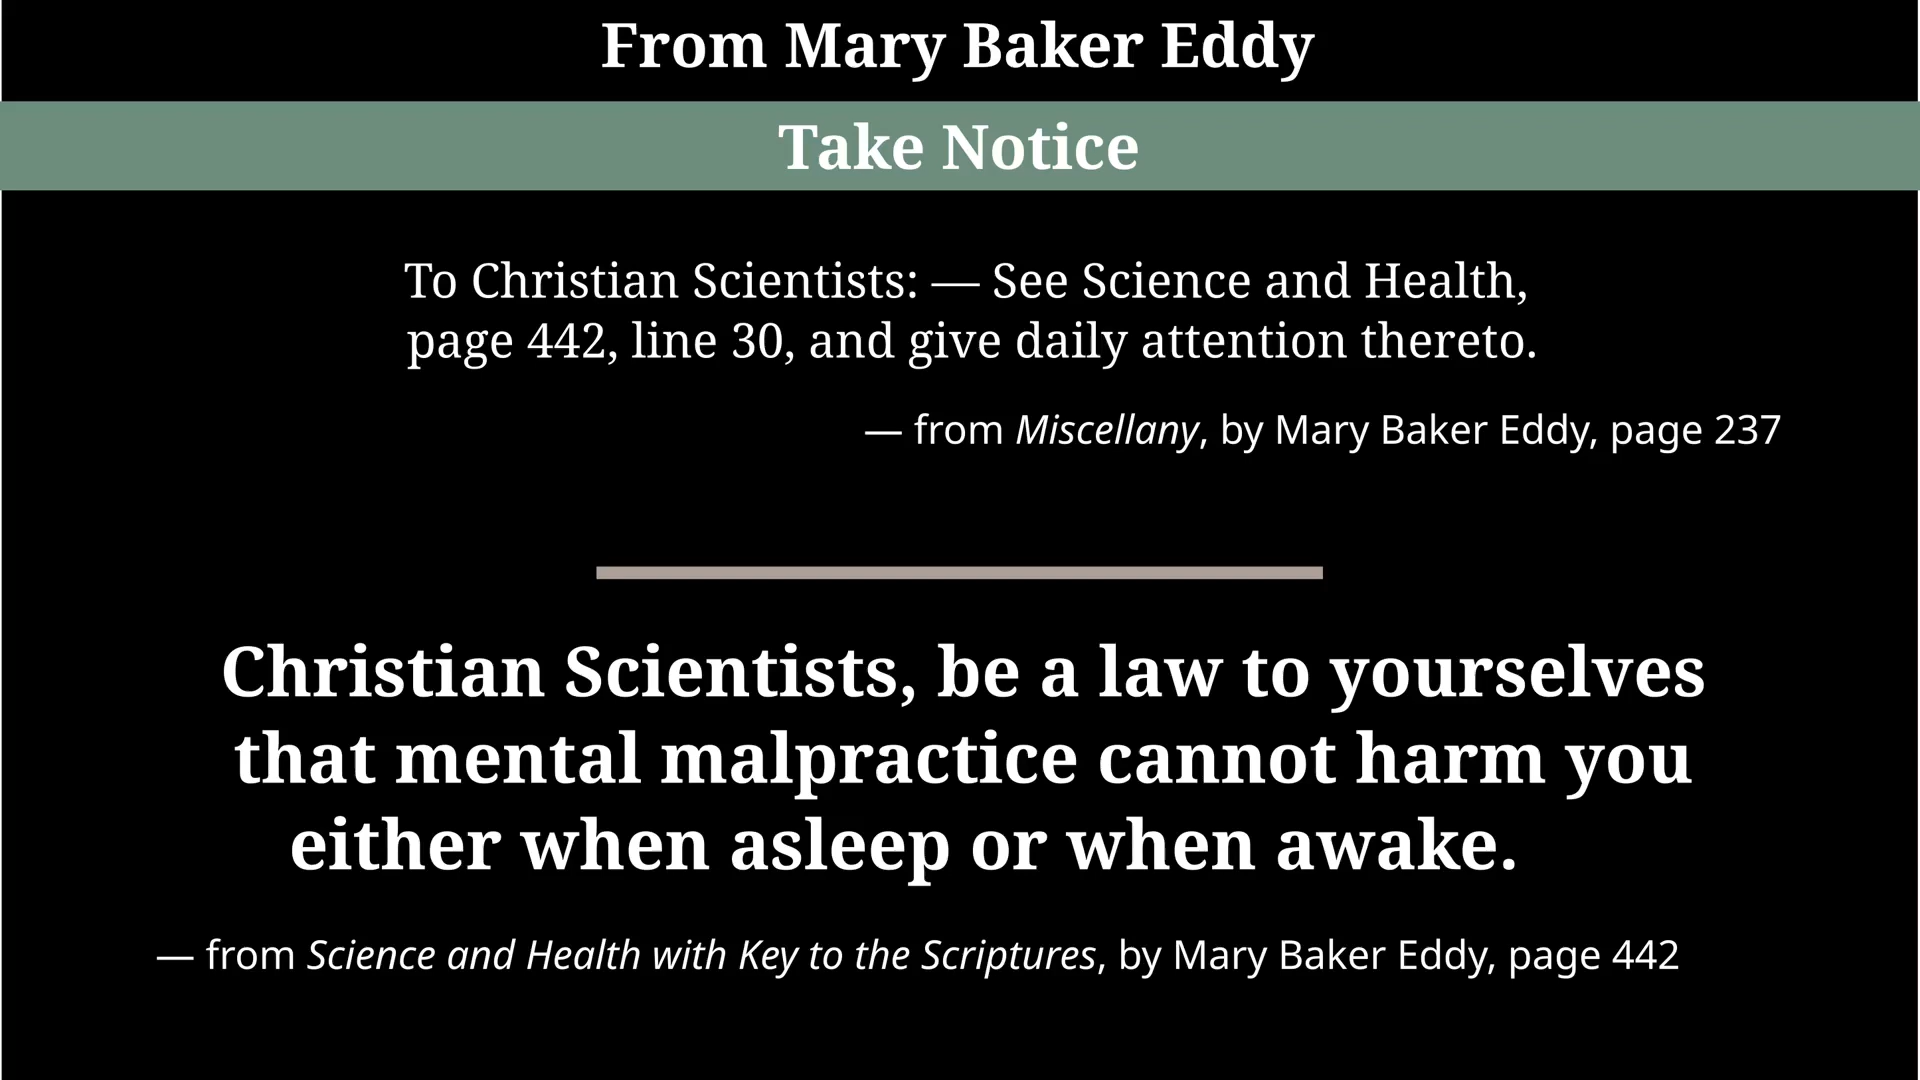 From Mary Baker Eddy
Take Notice
To Christian Scientists: — See Science and Health,
page 442, line 30, and give daily attention thereto.
— from Miscellany, by Mary Baker Eddy, page 237
Christian Scientists, be a law to yourselves
that mental malpractice cannot harm you
either when asleep or when awake.
— from Science and Health with Key to the Scriptures, by Mary Baker Eddy, page 442